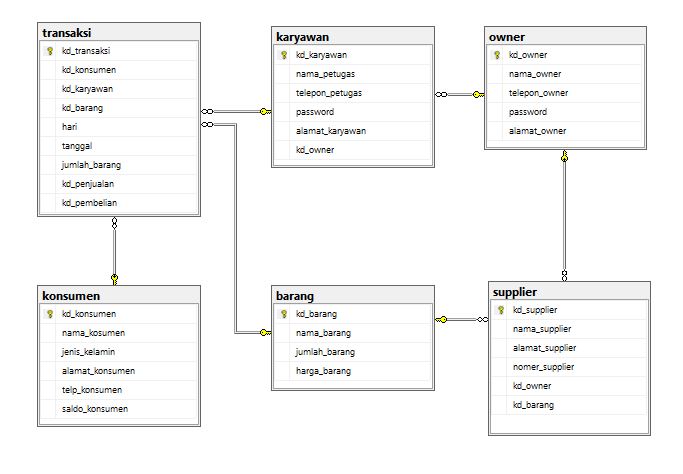 transaksi
kd_transaksi
kd_konsumen
kd_karyawan
kd_barang
hari
tanggal
jumlah_barang
kd_penjualan
kd_pembelian
karyawan
kd_karyawan
nama_petugas
telepon_petugas
password
alamat_karyawan
kd_owner
owner
kd_owner
nama_owner
telepon_owner
password
alamat_owner
konsumen
kd_konsumen
nama_kosumen
jenis_kelamin
alamat_konsumen
telp_konsumen
saldo_konsumen
barang
kd_barang
nama_barang
jumlah_barang
harga_barang
supplier
kd_supplier
nama_supplier
alamat_supplier
nomer_supplier
kd_owner
kd_barang